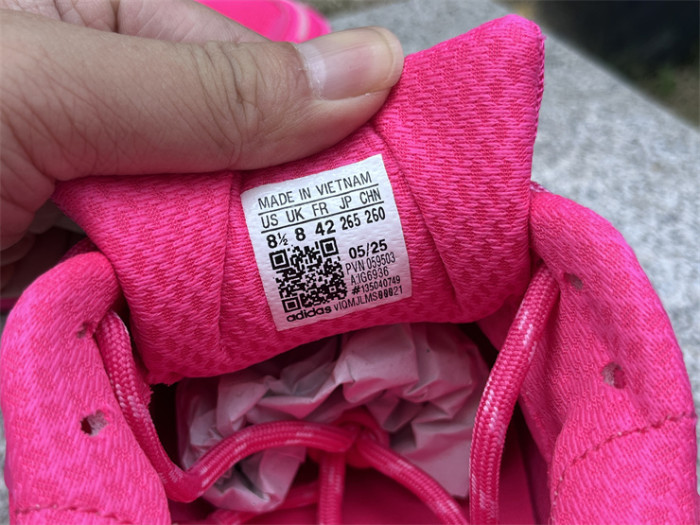 MADE IN VIETNAM
US UK FR JP CHN
8½ 8 42 265 260
05/25
PVN 059503
A1G6936
#135040749
adidas VIQMJLMS00021